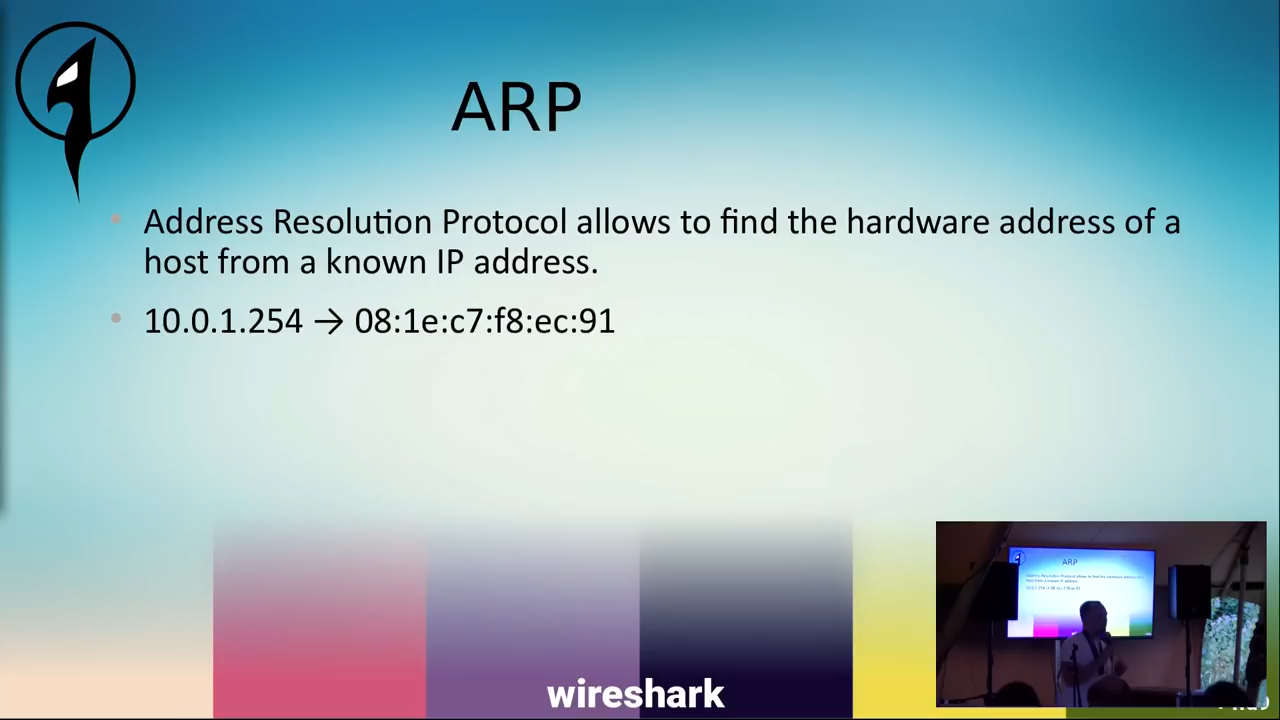 ARP
Address Resolution Protocol allows to find the hardware address of a
host from a known IP address.
10.0.1.254 → 08:1e:c7:f8:ec:91
wireshark
ARP